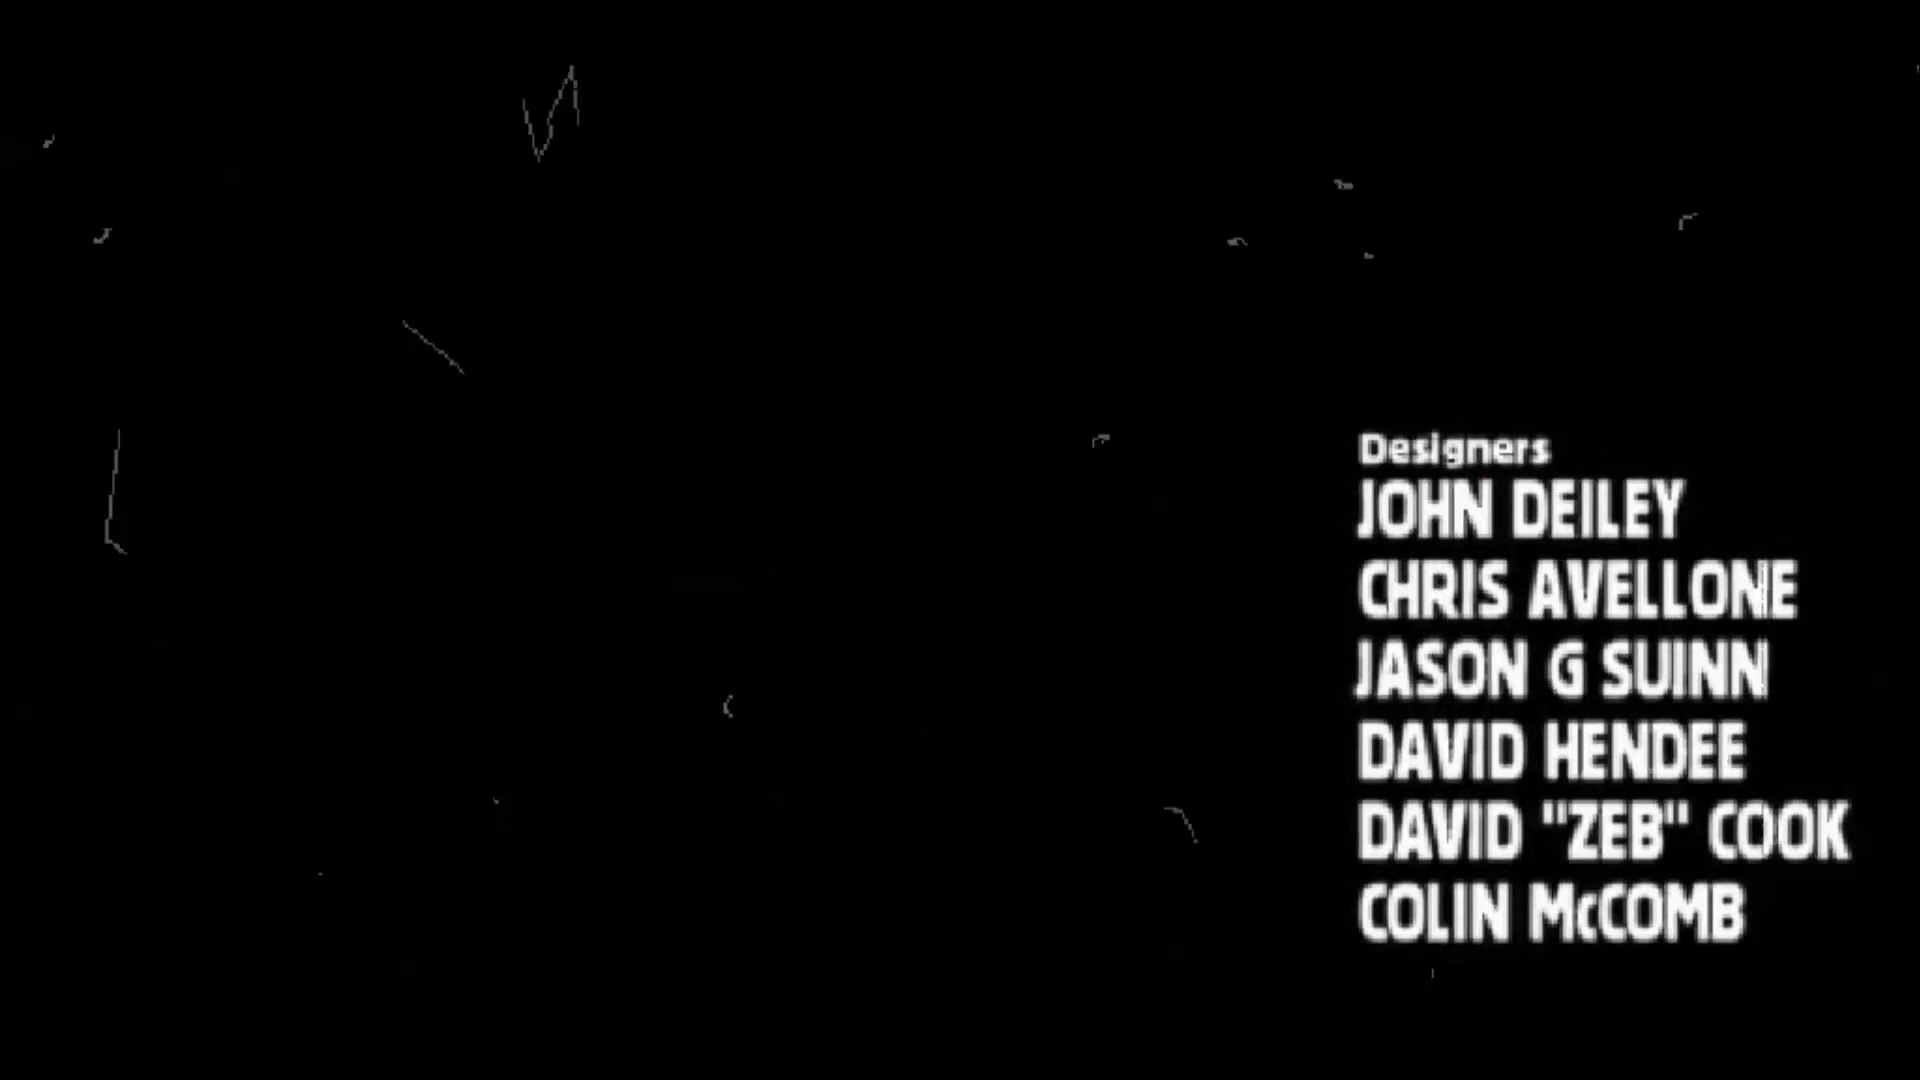 Designers
JOHN DEILEY
CHRIS AVELLONE
JASON G SUINN
DAVID HENDEE
DAVID "ZEB" COOK
COLIN McCOMB